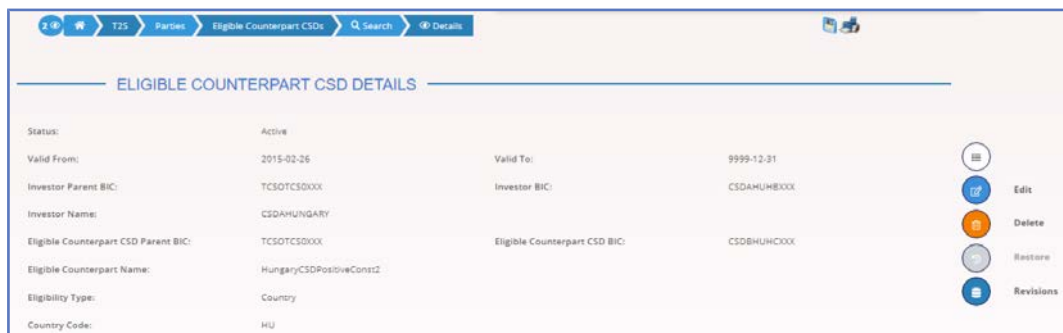 2 T2S Parties Eligible Counterpart CSDs Search Details
ELIGIBLE COUNTERPART CSD DETAILS
Status: Active
Valid From: 2015-02-26 Valid To: 9999-12-31
Investor Parent BIC: TCSOTCS0XXX Investor BIC: CSDAHUHBXXX
Edit
Investor Name: CSDAHUNGARY
Delete
Eligible Counterpart CSD Parent BIC: TCSOTCS0XXX Eligible Counterpart CSD BIC: CSDBHUHCXXX
Restore
Eligible Counterpart Name: HungaryCSDPositiveConst2
Eligibility Type: Country
Revisions
Country Code: HU